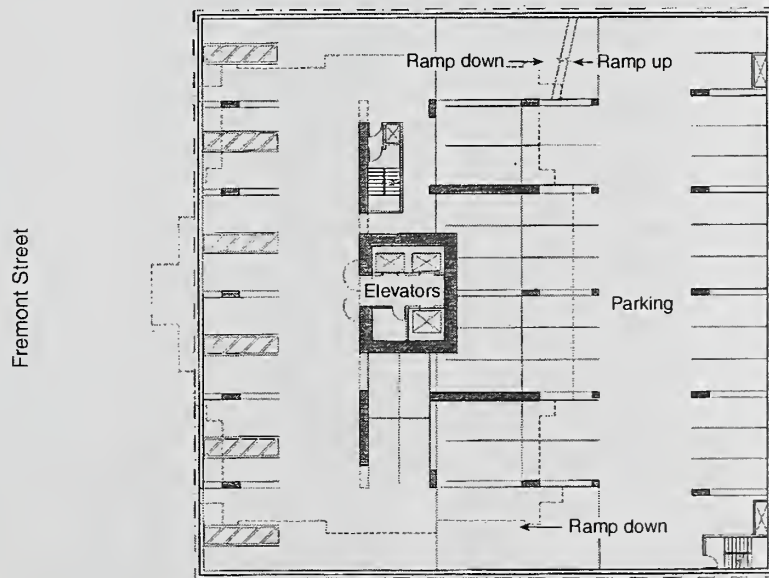 Ramp down
Ramp up
Fremont Street
Elevators
Parking
Ramp down